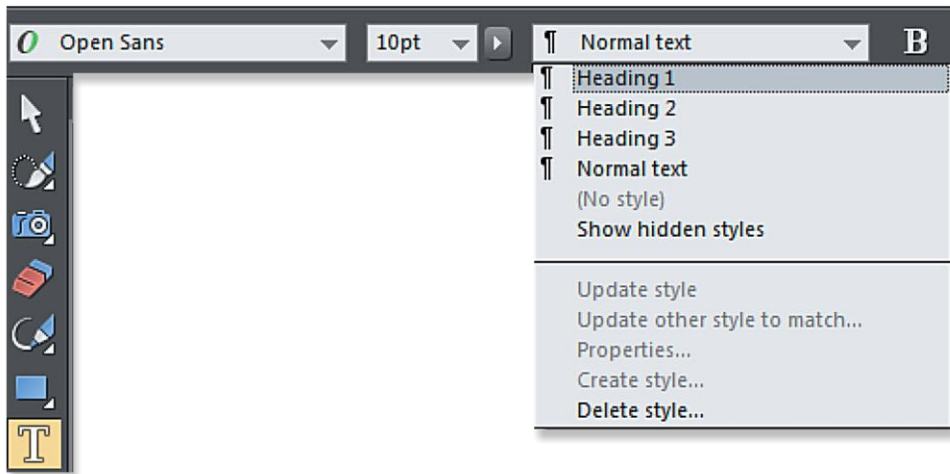 Open Sans 10pt ¶ Normal text B
¶ Heading 1
¶ Heading 2
¶ Heading 3
¶ Normal text
(No style)
Show hidden styles
Update style
Update other style to match...
Properties...
Create style...
Delete style...
T